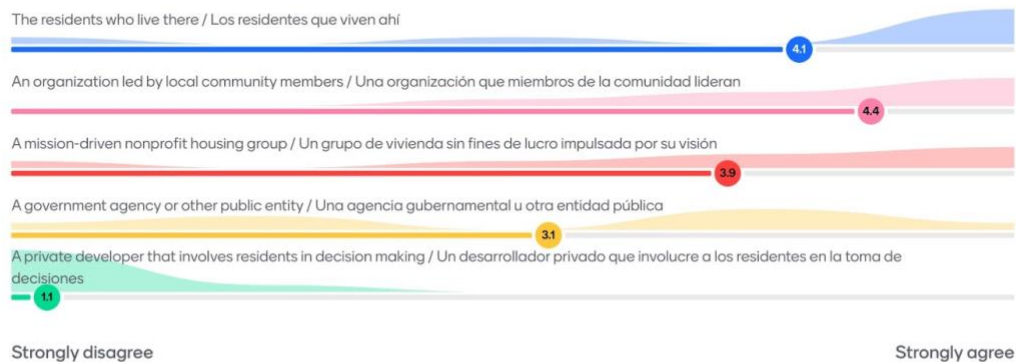 The residents who live there / Los residentes que viven ahí
4.1
An organization led by local community members / Una organización que miembros de la comunidad lideran
4.4
A mission-driven nonprofit housing group / Un grupo de vivienda sin fines de lucro impulsada por su visión
3.9
A government agency or other public entity / Una agencia gubernamental u otra entidad pública
3.1
A private developer that involves residents in decision making / Un desarrollador privado que involucre a los residentes en la toma de
decisiones
1.1
Strongly disagree Strongly agree